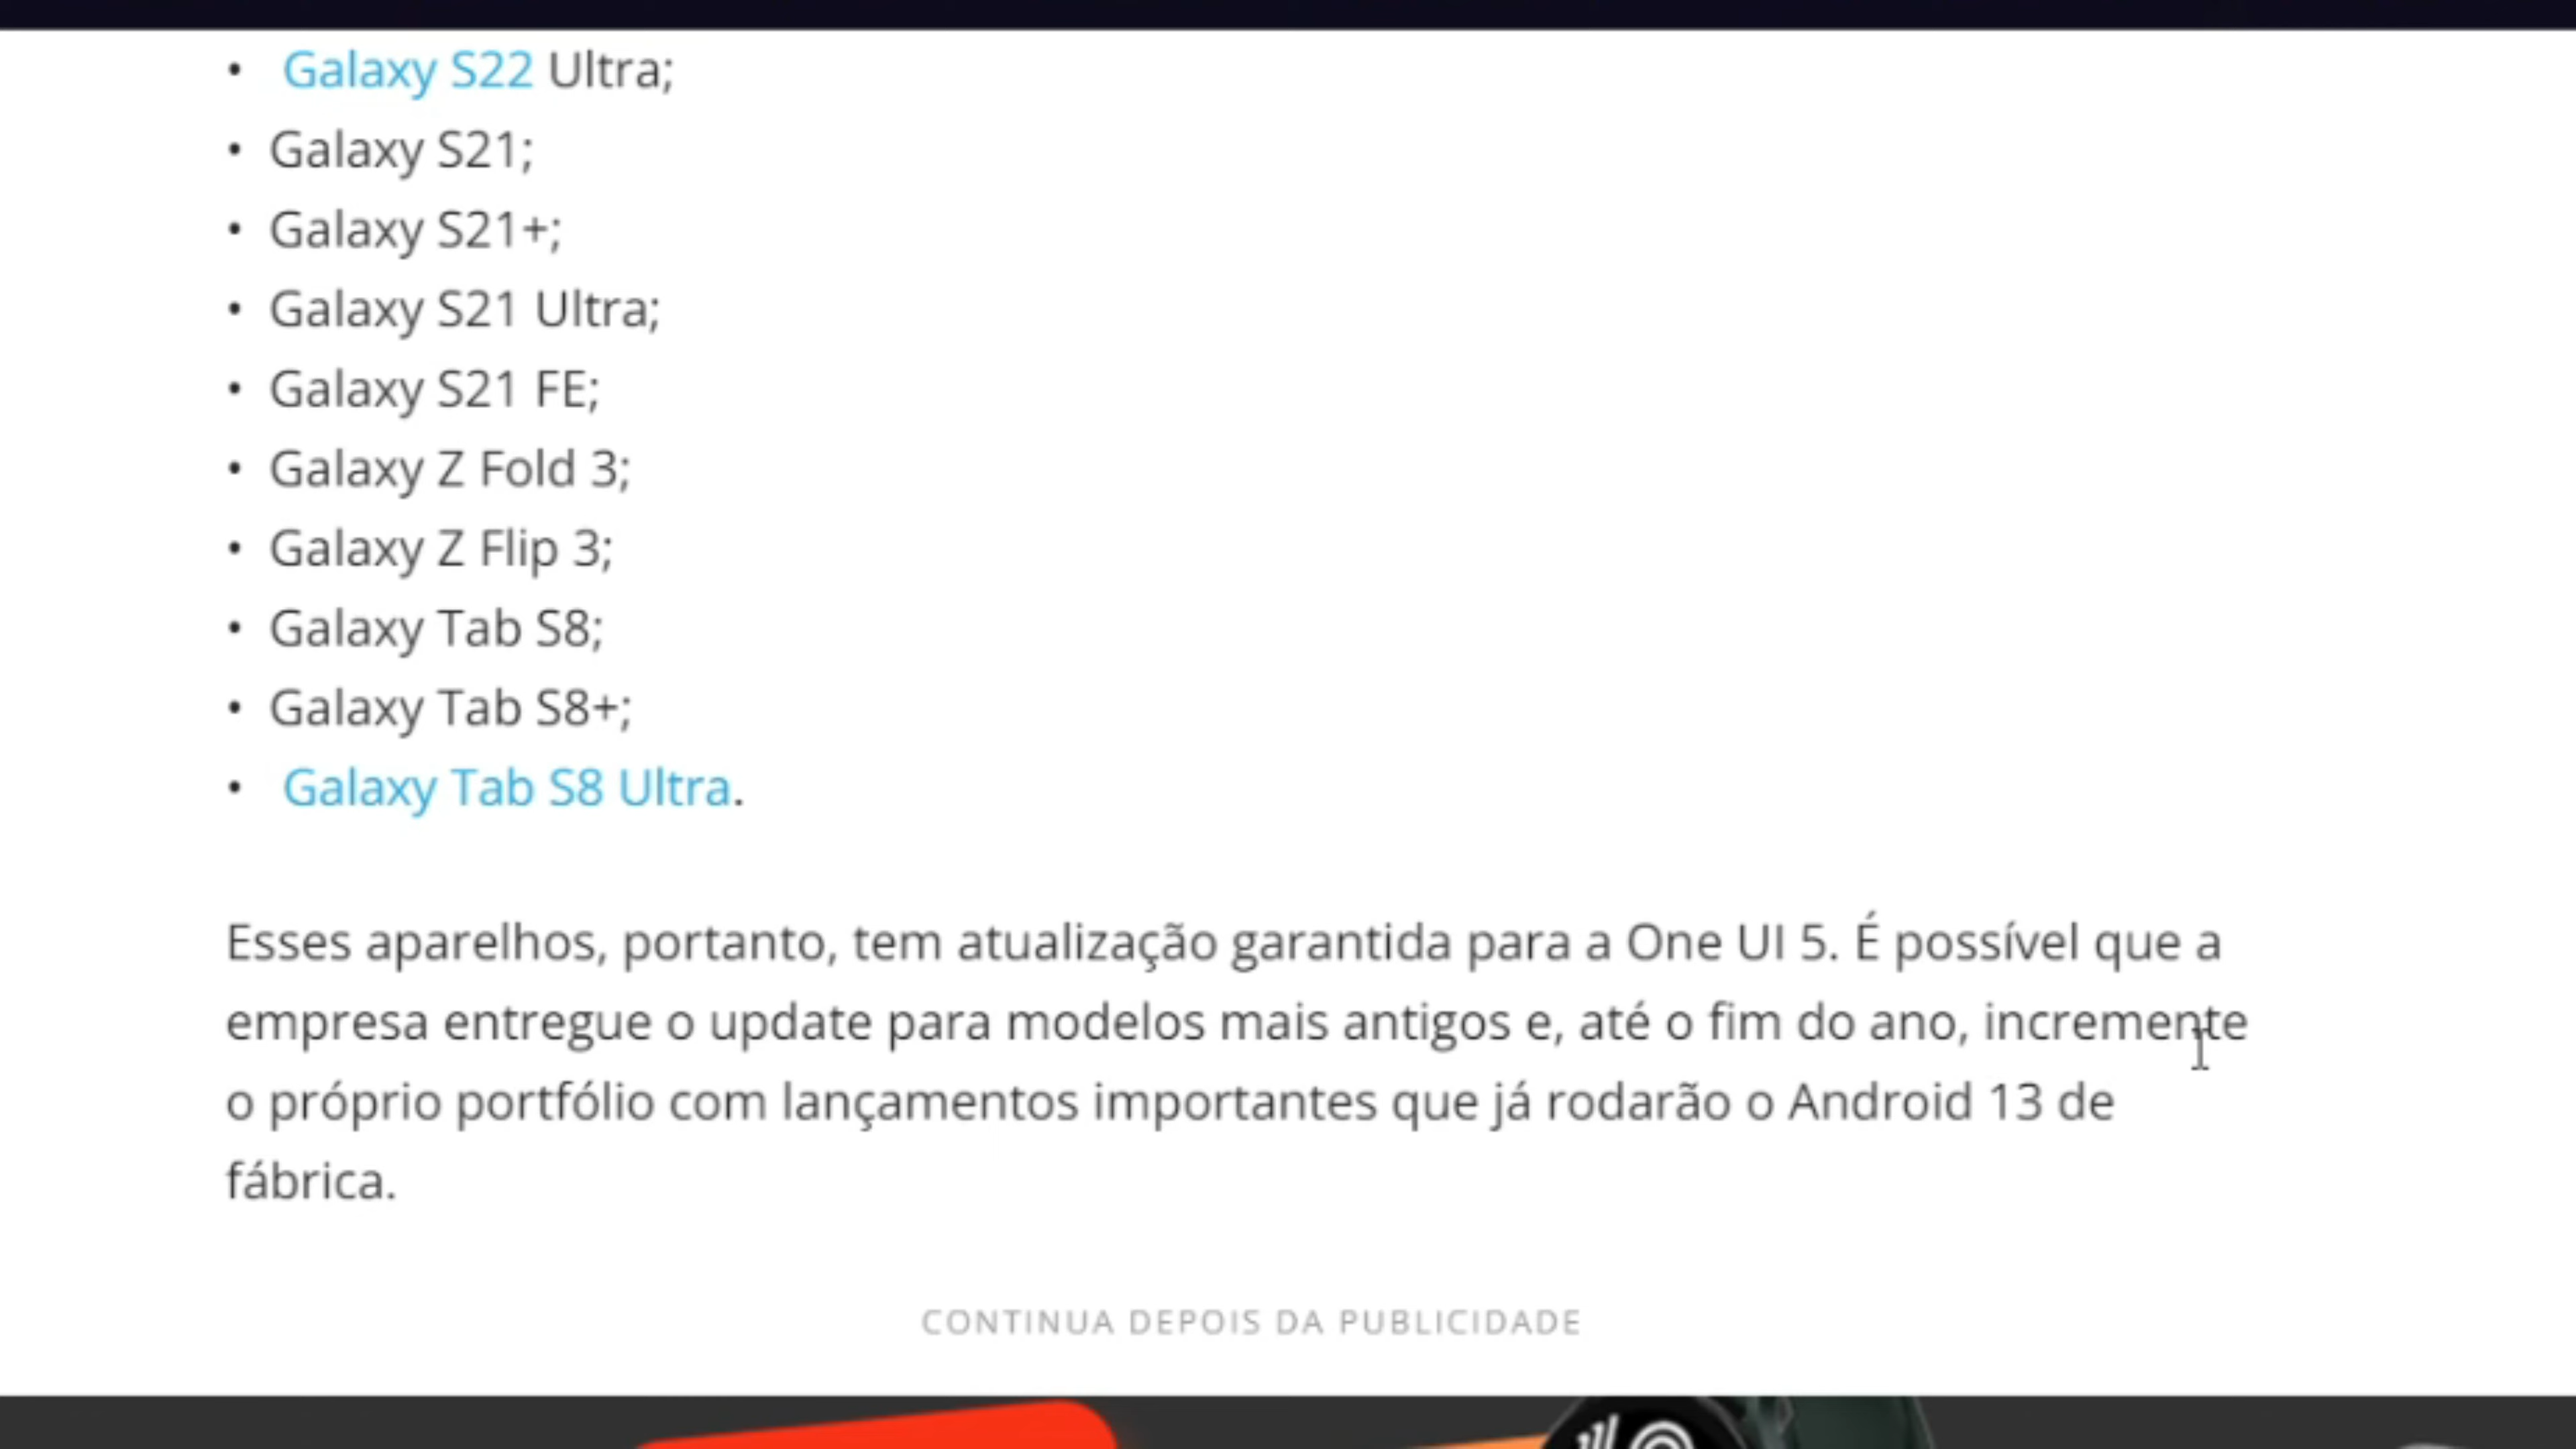 • Galaxy S22 Ultra;
• Galaxy S21;
• Galaxy S21+;
• Galaxy S21 Ultra;
• Galaxy S21 FE;
• Galaxy Z Fold 3;
• Galaxy Z Flip 3;
• Galaxy Tab S8;
• Galaxy Tab S8+;
• Galaxy Tab S8 Ultra.
Esses aparelhos, portanto, tem atualização garantida para a One UI 5. É possível que a
empresa entregue o update para modelos mais antigos e, até o fim do ano, incremente
o próprio portfólio com lançamentos importantes que já rodarão o Android 13 de
fábrica.
CONTINUA DEPOIS DA PUBLICIDADE